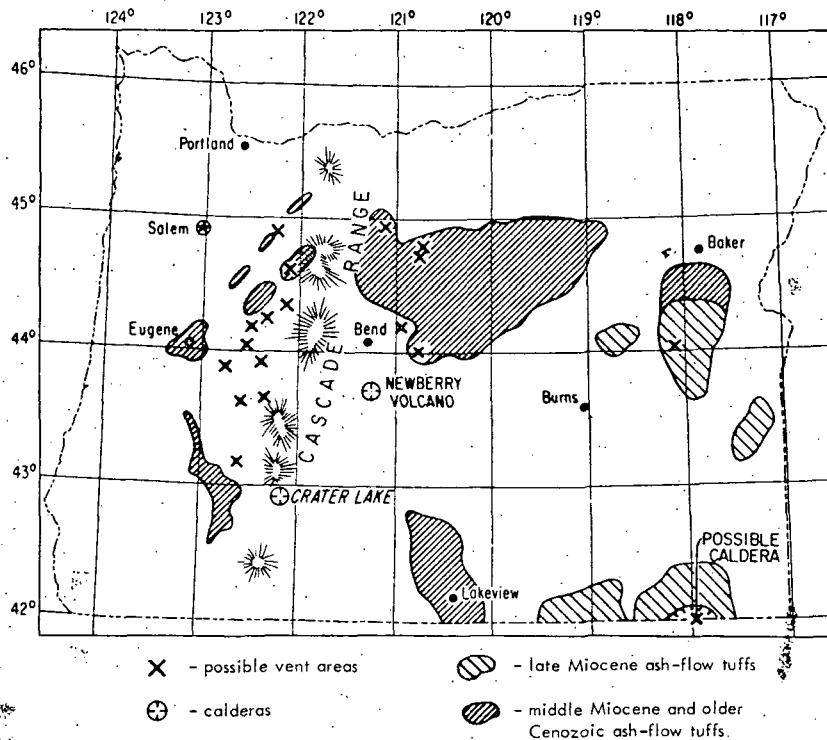 124° 123° 122° 121° 120° 119° 118° 117°
46°
45°
44°
43°
42°
Portland
Salem
Eugene
CASCADE RANGE
Bend
NEWBERRY
VOLCANO
Baker
Burns
CRATER LAKE
Lakeview
POSSIBLE
CALDERA
- possible vent areas
- calderas
- late Miocene ash-flow tuffs
- middle Miocene and older
Cenozoic ash-flow tuffs.